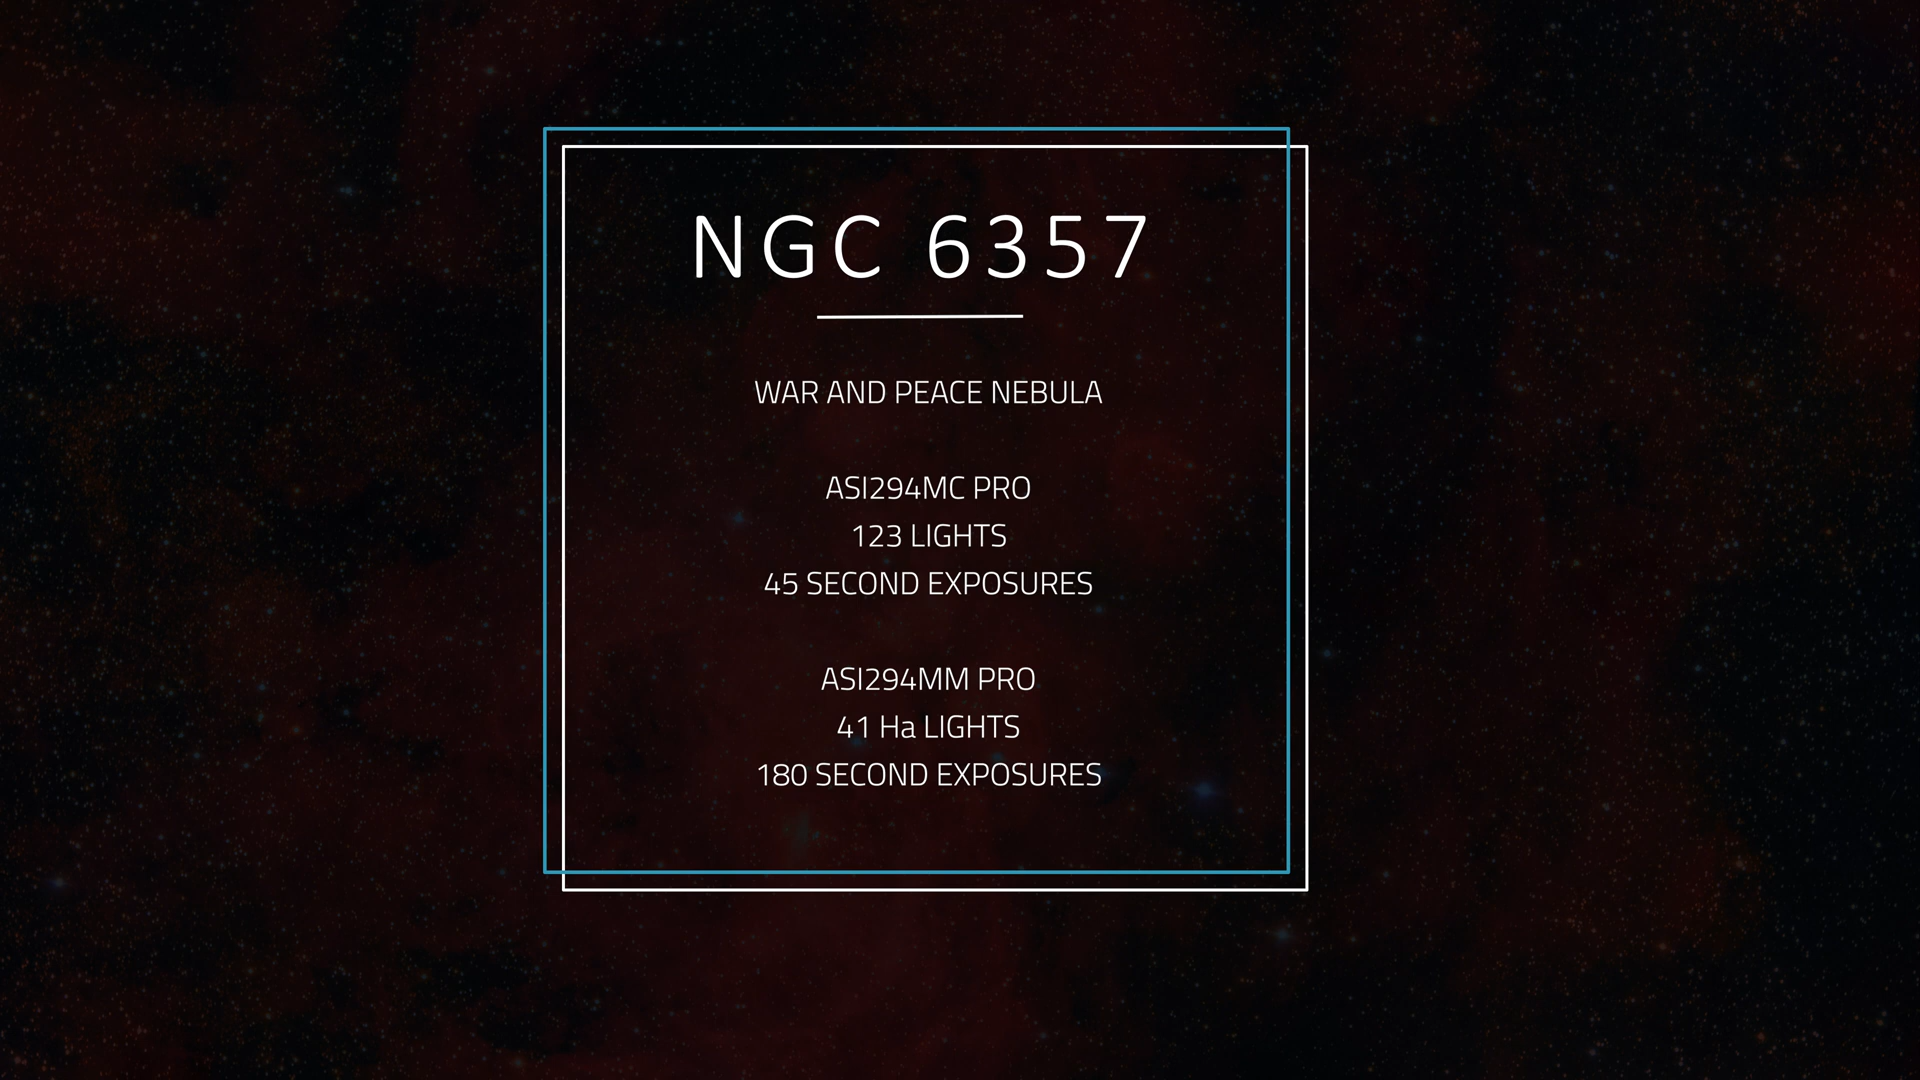 NGC 6357
WAR AND PEACE NEBULA
ASI294MC PRO
123 LIGHTS
45 SECOND EXPOSURES
ASI294MM PRO
41 Ha LIGHTS
180 SECOND EXPOSURES